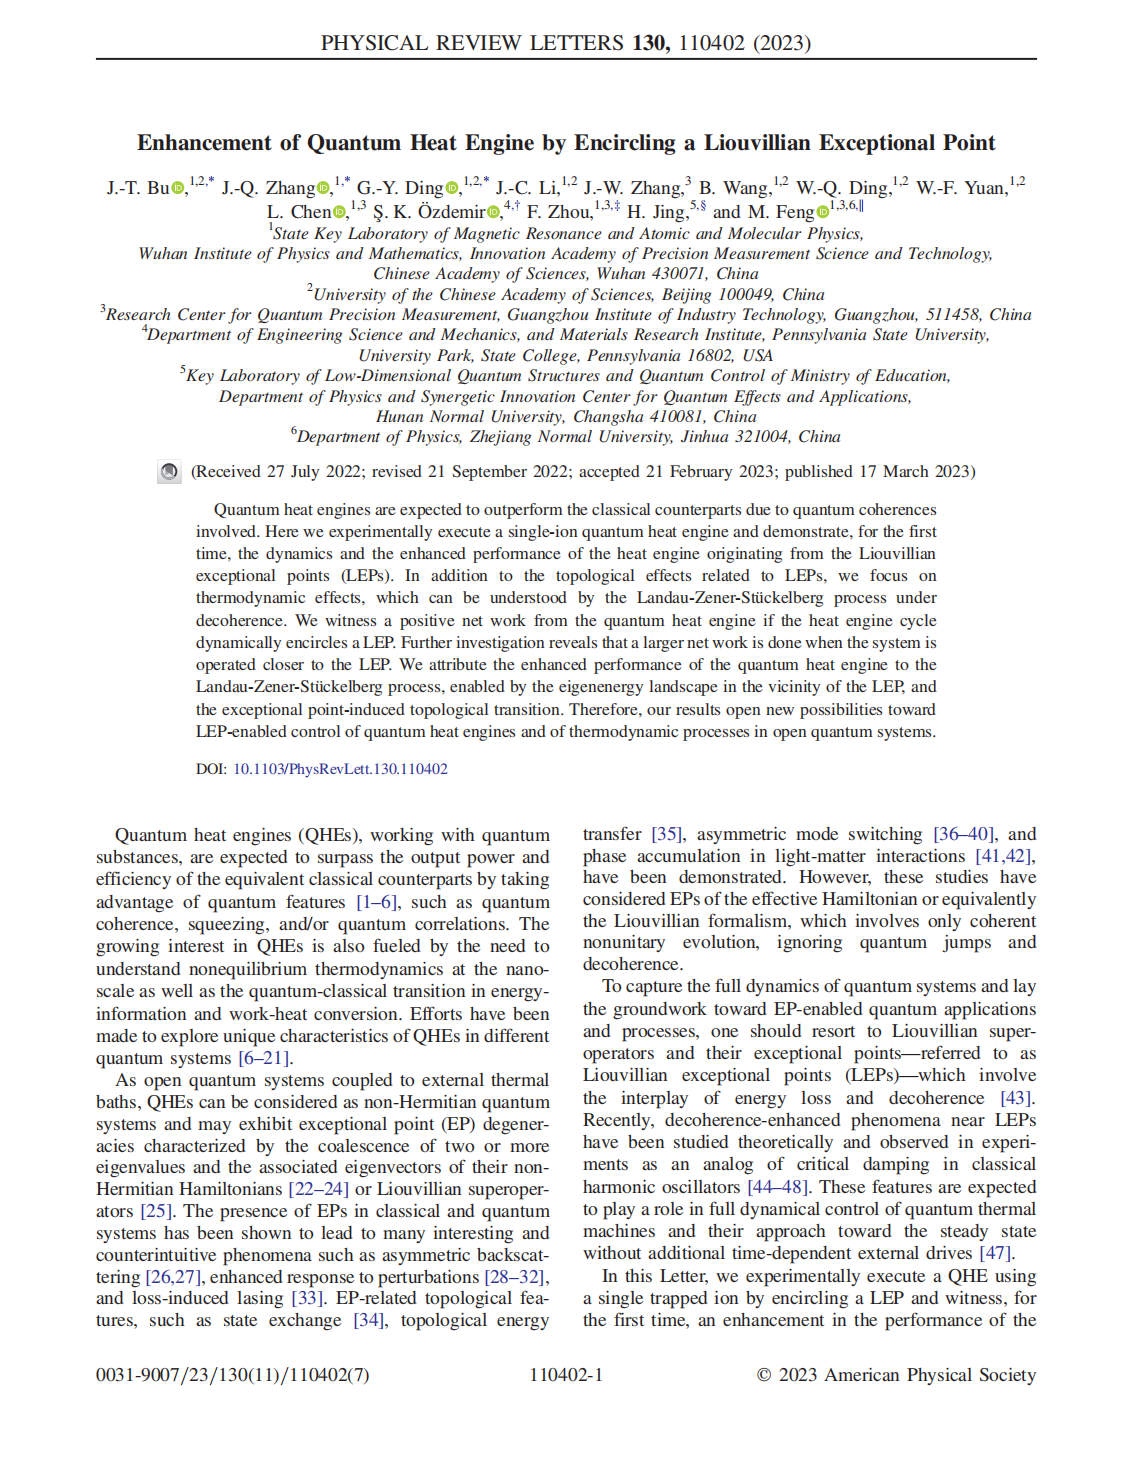 PHYSICAL REVIEW LETTERS 130, 110402 (2023)
Enhancement of Quantum Heat Engine by Encircling a Liouvillian Exceptional Point
J.-T. Bu,1,2,* J.-Q. Zhang,1,* G.-Y. Ding,1,2,* J.-C. Li,1,2 J.-W. Zhang,3 B. Wang,1,2 W.-Q. Ding,1,2 W.-F. Yuan,1,2
L. Chen,1,3 Ş. K. Özdemir,4,† F. Zhou,1,3,‡ H. Jing,5,§ and M. Feng1,3,6,∥
1State Key Laboratory of Magnetic Resonance and Atomic and Molecular Physics,
Wuhan Institute of Physics and Mathematics, Innovation Academy of Precision Measurement Science and Technology,
Chinese Academy of Sciences, Wuhan 430071, China
2University of the Chinese Academy of Sciences, Beijing 100049, China
3Research Center for Quantum Precision Measurement, Guangzhou Institute of Industry Technology, Guangzhou, 511458, China
4Department of Engineering Science and Mechanics, and Materials Research Institute, Pennsylvania State University,
University Park, State College, Pennsylvania 16802, USA
5Key Laboratory of Low-Dimensional Quantum Structures and Quantum Control of Ministry of Education,
Department of Physics and Synergetic Innovation Center for Quantum Effects and Applications,
Hunan Normal University, Changsha 410081, China
6Department of Physics, Zhejiang Normal University, Jinhua 321004, China
(Received 27 July 2022; revised 21 September 2022; accepted 21 February 2023; published 17 March 2023)
Quantum heat engines are expected to outperform the classical counterparts due to quantum coherences
involved. Here we experimentally execute a single-ion quantum heat engine and demonstrate, for the first
time, the dynamics and the enhanced performance of the heat engine originating from the Liouvillian
exceptional points (LEPs). In addition to the topological effects related to LEPs, we focus on
thermodynamic effects, which can be understood by the Landau-Zener-Stückelberg process under
decoherence. We witness a positive net work from the quantum heat engine if the heat engine cycle
dynamically encircles a LEP. Further investigation reveals that a larger net work is done when the system is
operated closer to the LEP. We attribute the enhanced performance of the quantum heat engine to the
Landau-Zener-Stückelberg process, enabled by the eigenenergy landscape in the vicinity of the LEP, and
the exceptional point-induced topological transition. Therefore, our results open new possibilities toward
LEP-enabled control of quantum heat engines and of thermodynamic processes in open quantum systems.
DOI: 10.1103/PhysRevLett.130.110402
Quantum heat engines (QHEs), working with quantum
substances, are expected to surpass the output power and
efficiency of the equivalent classical counterparts by taking
advantage of quantum features [1–6], such as quantum
coherence, squeezing, and/or quantum correlations. The
growing interest in QHEs is also fueled by the need to
understand nonequilibrium thermodynamics at the nano-
scale as well as the quantum-classical transition in energy-
information and work-heat conversion. Efforts have been
made to explore unique characteristics of QHEs in different
quantum systems [6–21].
As open quantum systems coupled to external thermal
baths, QHEs can be considered as non-Hermitian quantum
systems and may exhibit exceptional point (EP) degener-
acies characterized by the coalescence of two or more
eigenvalues and the associated eigenvectors of their non-
Hermitian Hamiltonians [22–24] or Liouvillian superoper-
ators [25]. The presence of EPs in classical and quantum
systems has been shown to lead to many interesting and
counterintuitive phenomena such as asymmetric backscat-
tering [26,27], enhanced response to perturbations [28–32],
and loss-induced lasing [33]. EP-related topological fea-
tures, such as state exchange [34], topological energy
transfer [35], asymmetric mode switching [36–40], and
phase accumulation in light-matter interactions [41,42],
have been demonstrated. However, these studies have
considered EPs of the effective Hamiltonian or equivalently
the Liouvillian formalism, which involves only coherent
nonunitary evolution, ignoring quantum jumps and
decoherence.
To capture the full dynamics of quantum systems and lay
the groundwork toward EP-enabled quantum applications
and processes, one should resort to Liouvillian super-
operators and their exceptional points—referred to as
Liouvillian exceptional points (LEPs)—which involve
the interplay of energy loss and decoherence [43].
Recently, decoherence-enhanced phenomena near LEPs
have been studied theoretically and observed in experi-
ments as an analog of critical damping in classical
harmonic oscillators [44–48]. These features are expected
to play a role in full dynamical control of quantum thermal
machines and their approach toward the steady state
without additional time-dependent external drives [47].
In this Letter, we experimentally execute a QHE using
a single trapped ion by encircling a LEP and witness, for
the first time, an enhancement in the performance of the
0031-9007/23/130(11)/110402(7)
110402-1
© 2023 American Physical Society